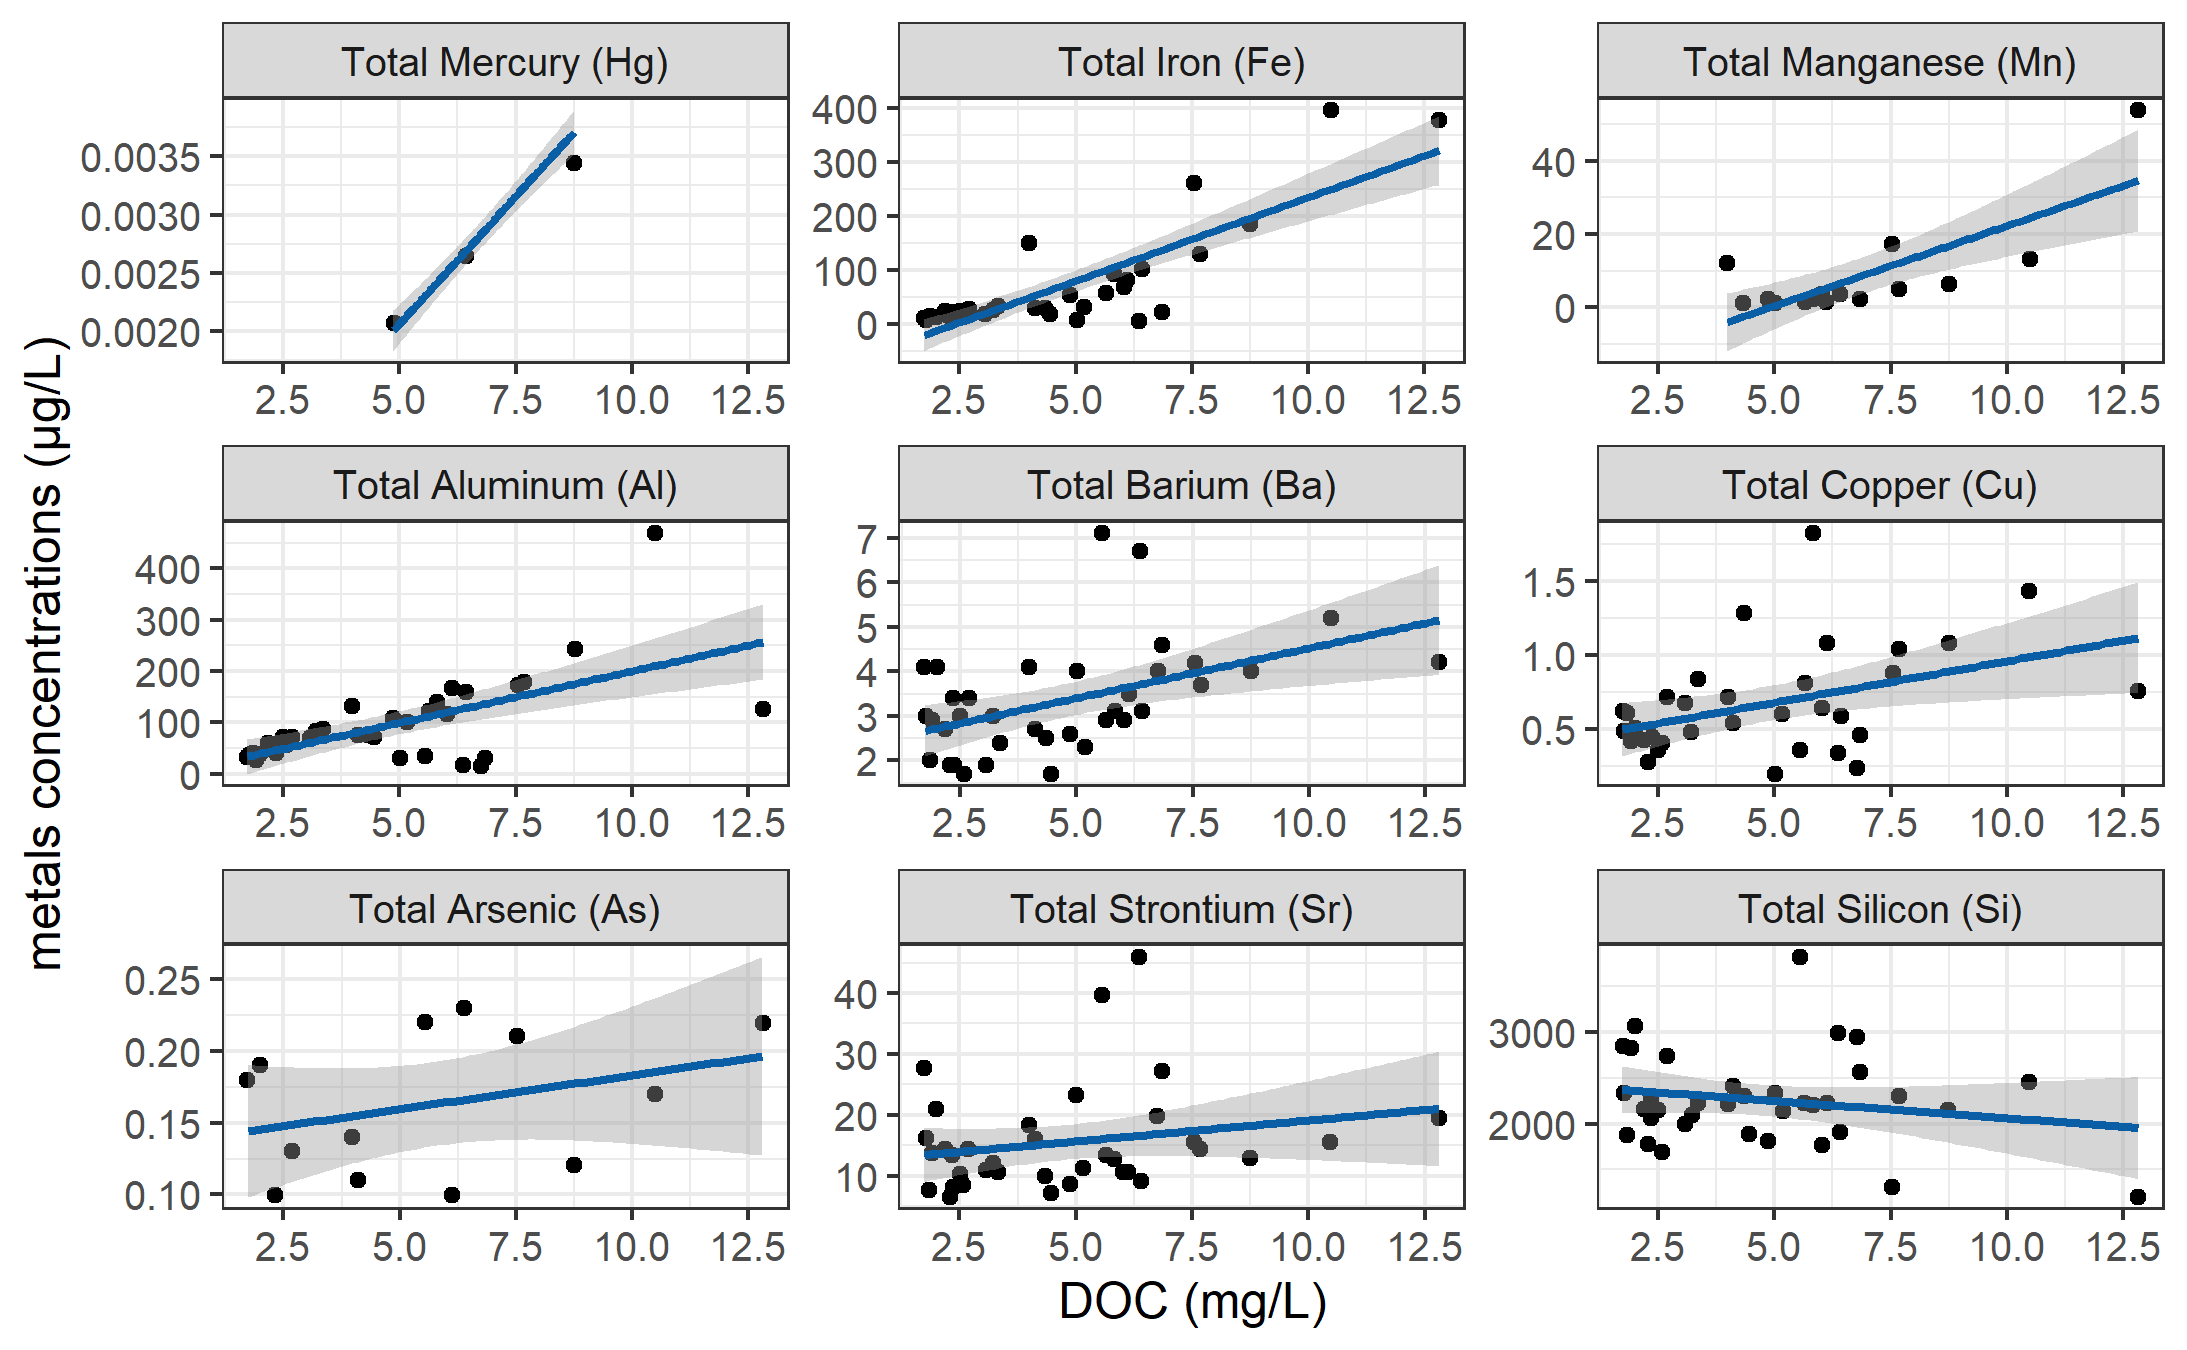 Total Mercury (Hg)
Total Iron (Fe)
Total Manganese (Mn)
0.0035
0.0030
0.0025
0.0020
400
300
200
100
0
40
20
0
2.5 5.0 7.5 10.0 12.5
2.5 5.0 7.5 10.0 12.5
2.5 5.0 7.5 10.0 12.5
metals concentrations (µg/L)
Total Aluminum (Al)
Total Barium (Ba)
Total Copper (Cu)
400
300
200
100
0
7
6
5
4
3
2
1.5
1.0
0.5
2.5 5.0 7.5 10.0 12.5
2.5 5.0 7.5 10.0 12.5
2.5 5.0 7.5 10.0 12.5
Total Arsenic (As)
Total Strontium (Sr)
Total Silicon (Si)
0.25
0.20
0.15
0.10
40
30
20
10
3000
2000
2.5 5.0 7.5 10.0 12.5
2.5 5.0 7.5 10.0 12.5
2.5 5.0 7.5 10.0 12.5
DOC (mg/L)